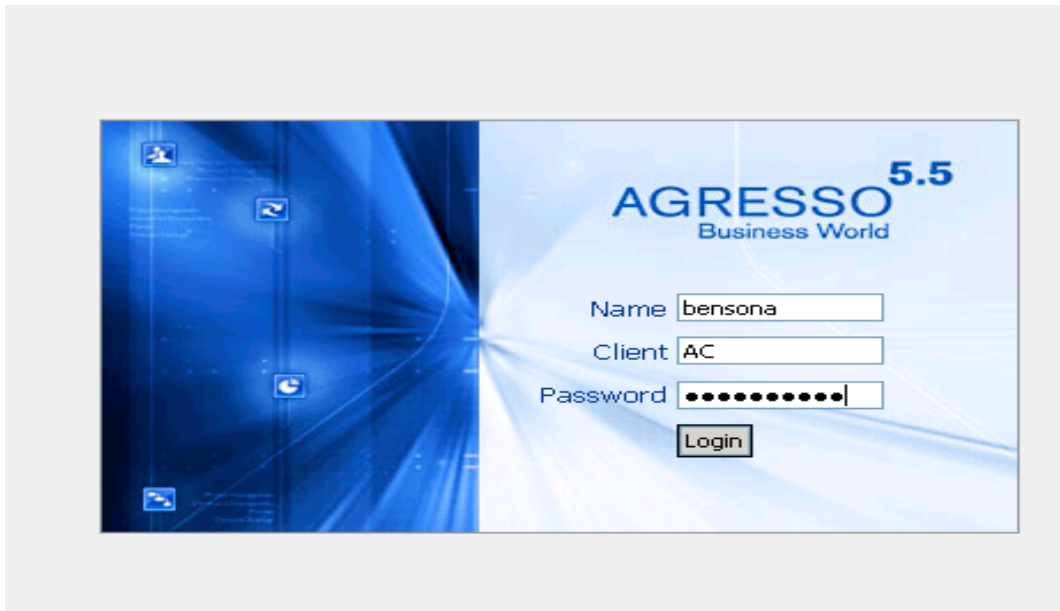 AGRESSO 5.5
Business World
Name bensona
Client AC
Password ●●●●●●●●●●
Login